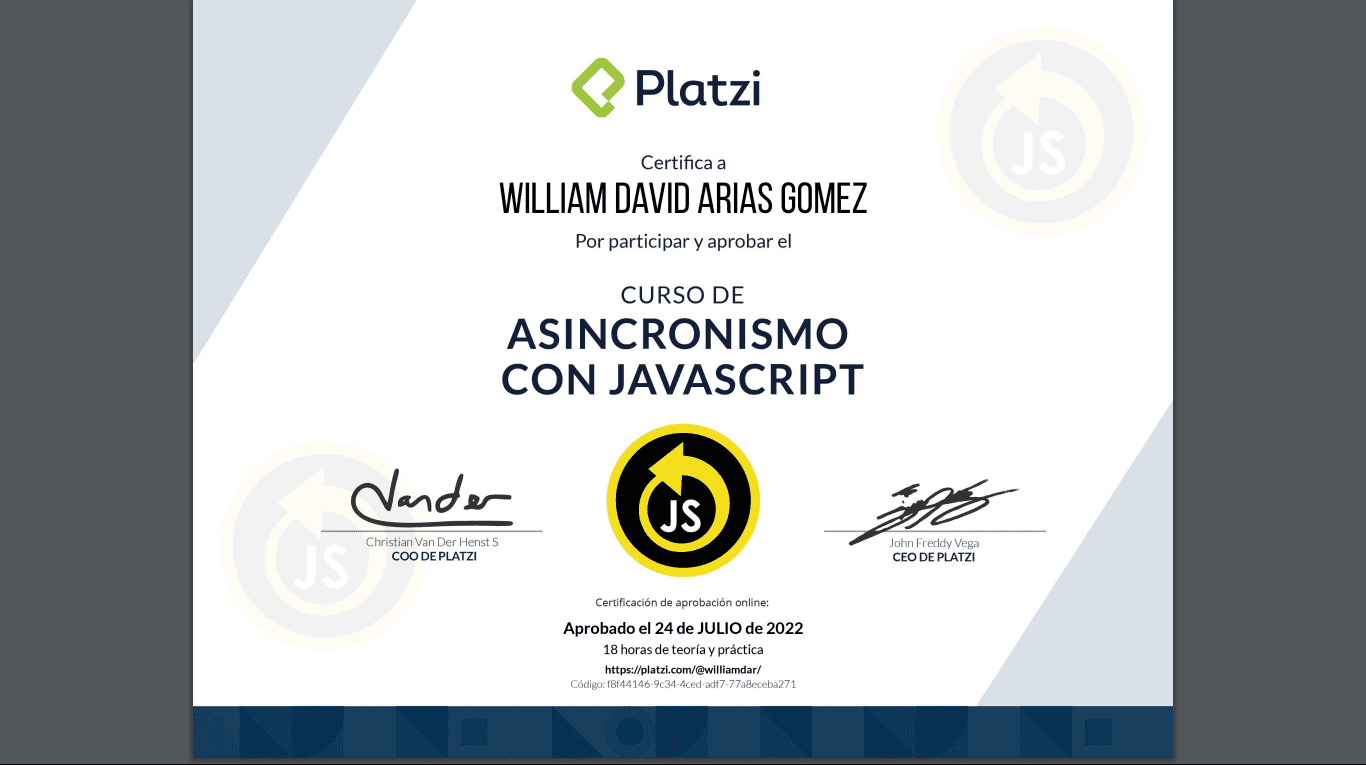 Platzi
Certifica a
WILLIAM DAVID ARIAS GOMEZ
Por participar y aprobar el
CURSO DE
ASINCRONISMO
CON JAVASCRIPT
JS
JS
JS
Vander
Christian Van Der Henst S
COO DE PLATZI
John Freddy Vega
CEO DE PLATZI
Certificación de aprobación online:
Aprobado el 24 de JULIO de 2022
18 horas de teoría y práctica
https://platzi.com/@williamdar/
Código: f8f44146-9c34-4ced-adf7-77a8eceba271